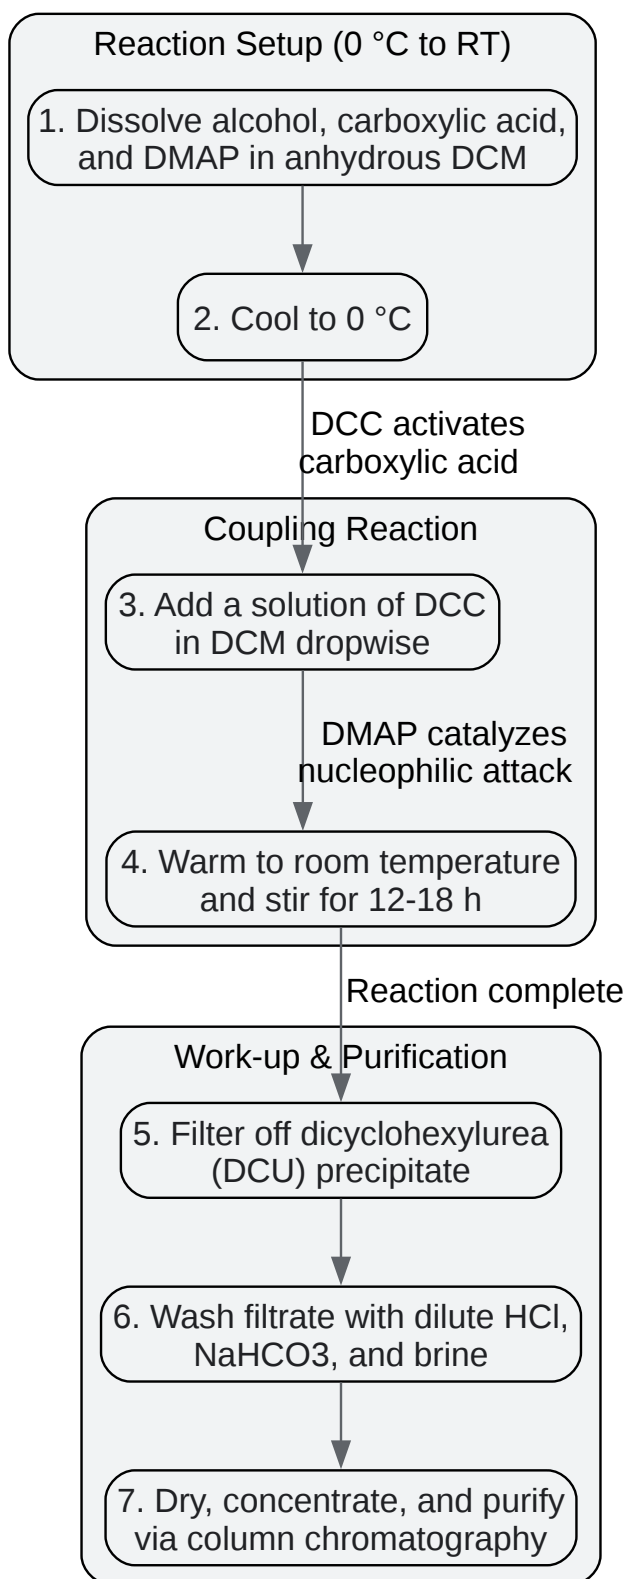 Reaction Setup (0 °C to RT)
1. Dissolve alcohol, carboxylic acid,
and DMAP in anhydrous DCM
2. Cool to 0 °C
DCC activates
carboxylic acid
Coupling Reaction
3. Add a solution of DCC
in DCM dropwise
DMAP catalyzes
nucleophilic attack
4. Warm to room temperature
and stir for 12-18 h
Reaction complete
Work-up & Purification
5. Filter off dicyclohexylurea
(DCU) precipitate
6. Wash filtrate with dilute HCl,
NaHCO3, and brine
7. Dry, concentrate, and purify
via column chromatography